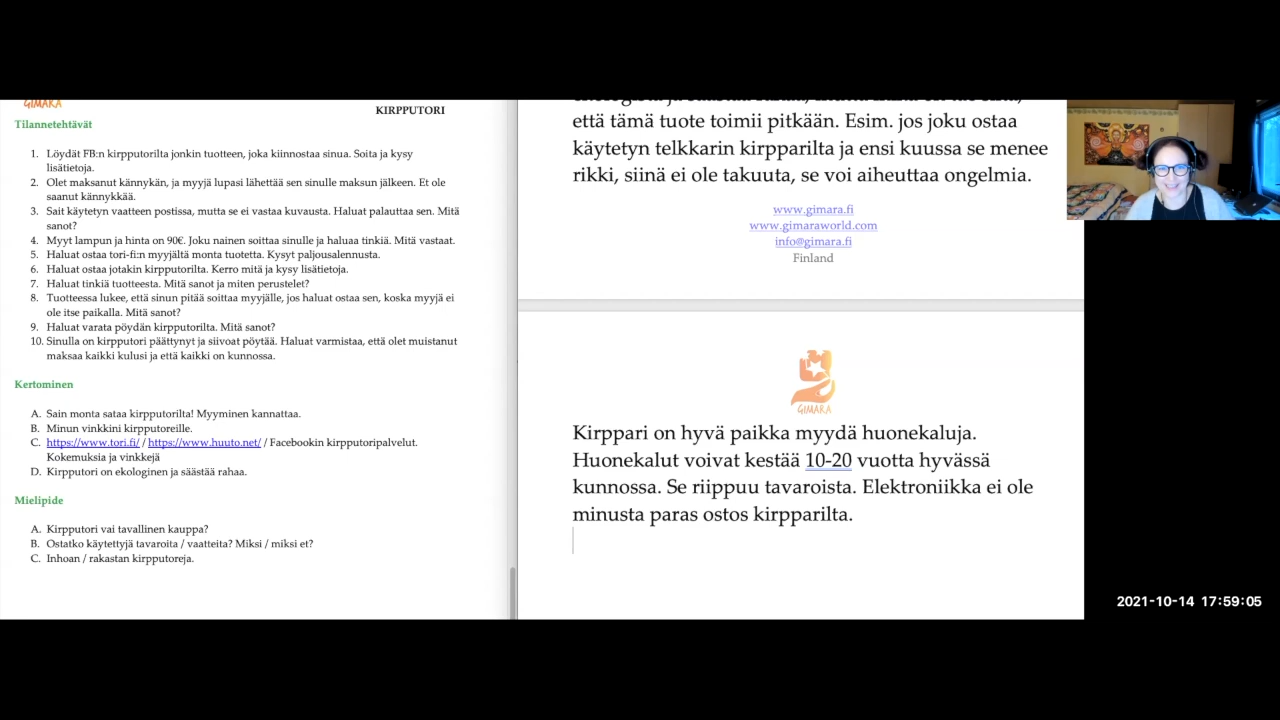 GIMARA
KIRPPUTORI
Tilannetehtävät
1. Löydät FB:n kirpputorilta jonkin tuotteen, joka kiinnostaa sinua. Soita ja kysy
lisätietoja.
2. Olet maksanut kännykän, ja myyjä lupasi lähettää sen sinulle maksun jälkeen. Et ole
saanut kännykkää.
3. Sait käytetyn vaatteen postissa, mutta se ei vastaa kuvausta. Haluat palauttaa sen. Mitä
sanot?
4. Myyt lampun ja hinta on 90€. Joku nainen soittaa sinulle ja haluaa tinkiä. Mitä vastaat.
5. Haluat ostaa tori-fi:n myyjältä monta tuotetta. Kysyt paljousalennusta.
6. Haluat ostaa jotakin kirpputorilta. Kerro mitä ja kysy lisätietoja.
7. Haluat tinkiä tuotteesta. Mitä sanot ja miten perustelet?
8. Tuotteessa lukee, että sinun pitää soittaa myyjälle, jos haluat ostaa sen, koska myyjä ei
ole itse paikalla. Mitä sanot?
9. Haluat varata pöydän kirpputorilta. Mitä sanot?
10. Sinulla on kirpputori päättynyt ja siivoat pöytää. Haluat varmistaa, että olet muistanut
maksaa kaikki kulusi ja että kaikki on kunnossa.
Kertominen
A. Sain monta sataa kirpputorilta! Myyminen kannattaa.
B. Minun vinkkini kirpputoreille.
C. https://www.tori.fi/ / https://www.huuto.net/ / Facebookin kirpputoripalvelut.
Kokemuksia ja vinkkejä
D. Kirpputori on ekologinen ja säästää rahaa.
Mielipide
A. Kirpputori vai tavallinen kauppa?
B. Ostatko käytettyjä tavaroita / vaatteita? Miksi / miksi et?
C. Inhoan / rakastan kirpputoreja.
että tämä tuote toimii pitkään. Esim. jos joku ostaa
käytetyn telkkarin kirpparilta ja ensi kuussa se menee
rikki, siinä ei ole takuuta, se voi aiheuttaa ongelmia.
www.gimara.fi
www.gimaraworld.com
info@gimara.fi
Finland
GIMARA
Kirppari on hyvä paikka myydä huonekaluja.
Huonekalut voivat kestää 10-20 vuotta hyvässä
kunnossa. Se riippuu tavaroista. Elektroniikka ei ole
minusta paras ostos kirpparilta.
2021-10-14 17:59:05